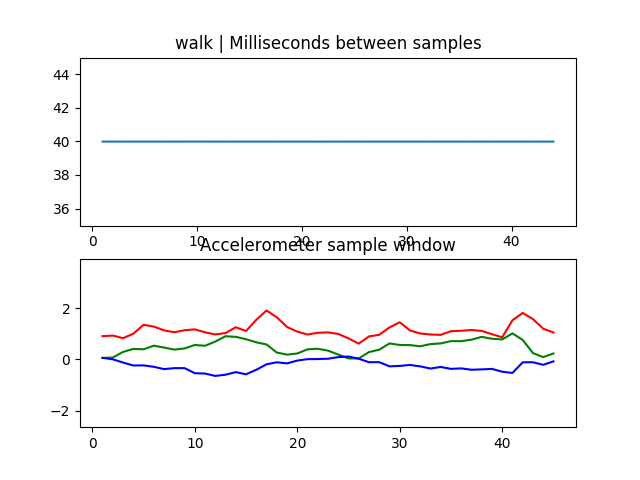 walk | Milliseconds between samples
44
42
40
38
36
0 10 20 30 40
Accelerometer sample window
2
0
−2
0 10 20 30 40